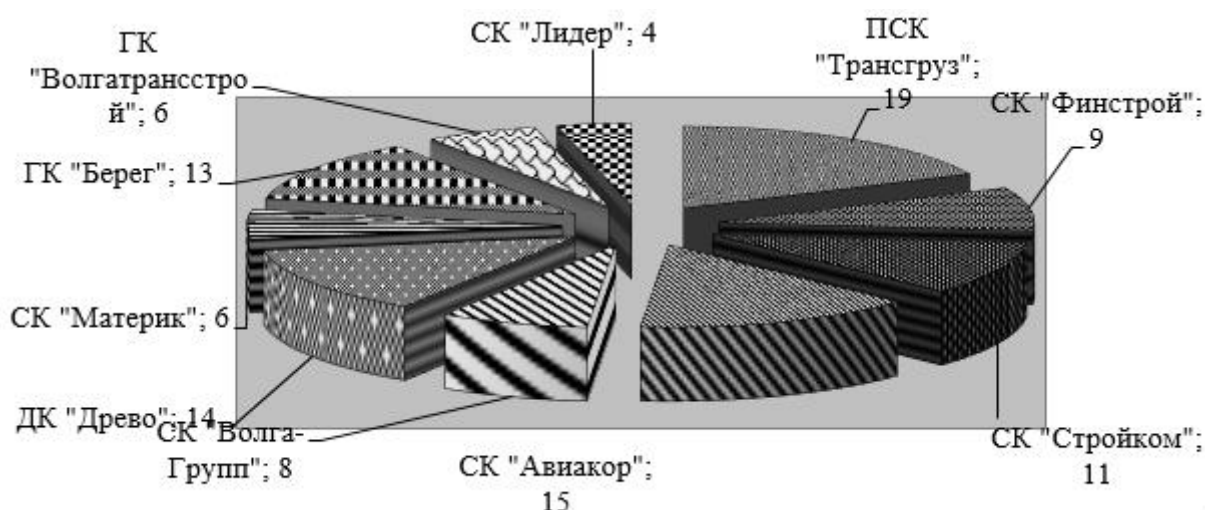 ГК
"Волгатрансстро
й"; 6
СК "Лидер"; 4
ПСК
"Трансгруз";
19
СК "Финстрой";
9
ГК "Берег"; 13
СК "Материк"; 6
ДК "Древо"; 14
СК "Волга-
Групп"; 8
СК "Авиакор";
15
СК "Стройком";
11